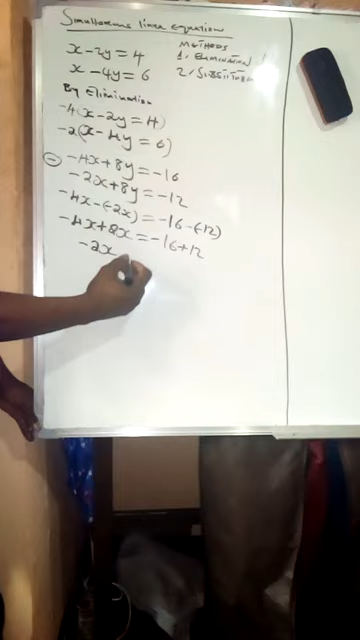 Simultaneous linear equations
x - 2y = 4
x - 4y = 6
METHODS
1. ELIMINATION
2. SUBSTITUTION
By Elimination
-4(x - 2y = 4)
-2(x - 4y = 6)
- -4x + 8y = -16
-2x + 8y = -12
-4x - (-2x) = -16 - (-12)
-4x + 2x = -16 + 12
-2x